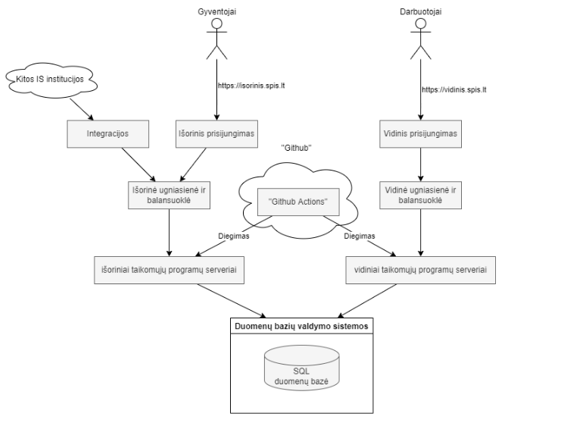 Gyventojai
Darbuotojai
Kitos IS institucijos
https://isorinis.spis.lt
https://vidinis.spis.lt
Integracijos
Išorinis prisijungimas
Vidinis prisijungimas
"Github"
Išorinė ugniasienė ir
balansuoklė
"Github Actions"
Vidinė ugniasienė ir
balansuoklė
Diegimas
Diegimas
išoriniai taikomųjų programų serveriai
vidiniai taikomųjų programų serveriai
Duomenų bazių valdymo sistemos
SQL
duomenų bazė